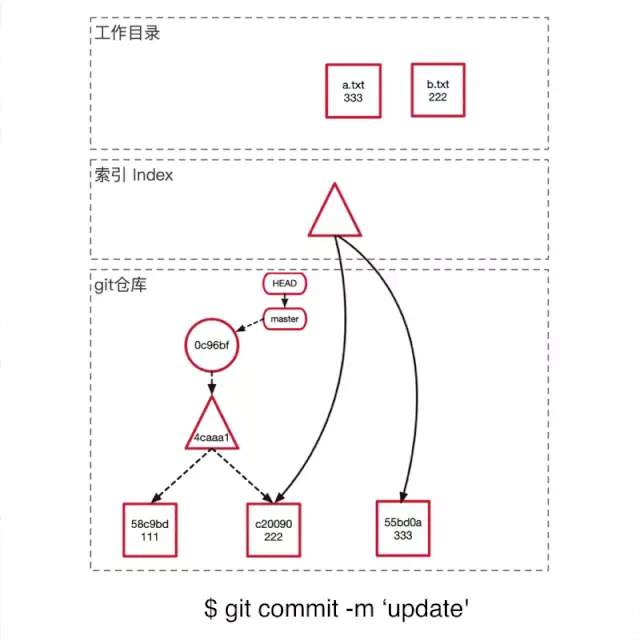 工作目录
a.txt
333
b.txt
222
索引 Index
git仓库
HEAD
master
0c96bf
4caaa1
58c9bd
111
c20090
222
55bd0a
333
$ git commit -m ‘update'